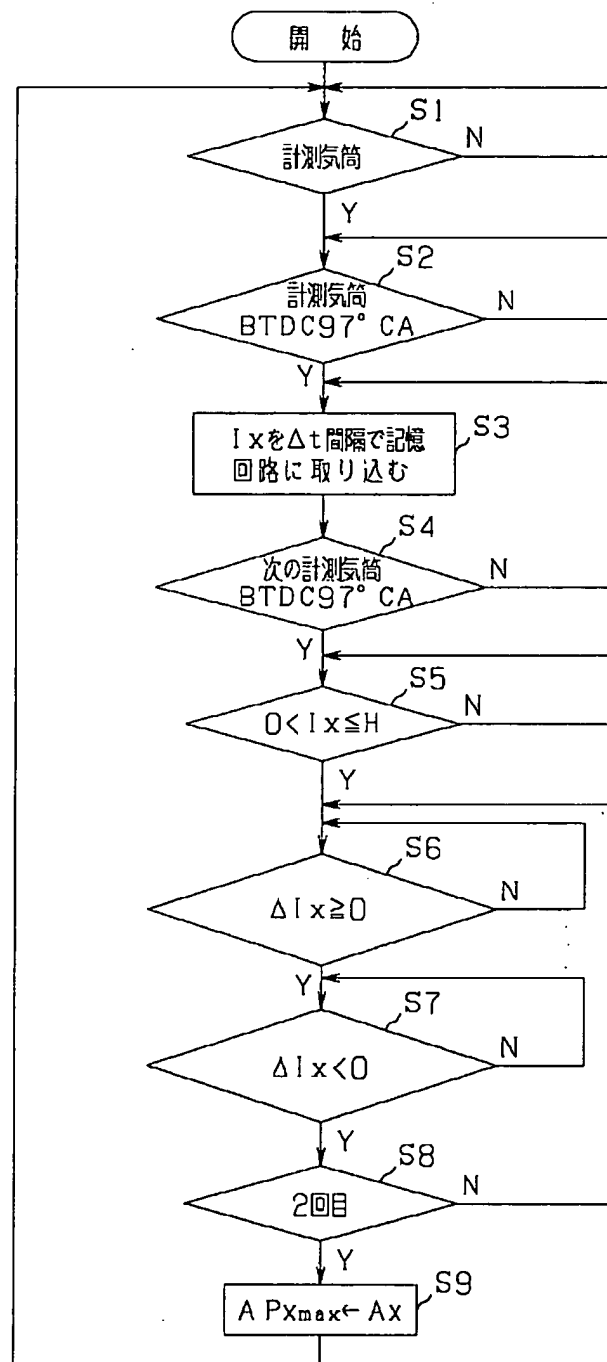 開 始
S1
計測気筒
N
Y
S2
計測気筒
BTDC97°CA
N
Y
S3
IxをΔt間隔で記憶
回路に取り込む
S4
次の計測気筒
BTDC97°CA
N
Y
S5
0<Ix≦H
N
Y
S6
ΔIx≧0
N
Y
S7
ΔIx<0
N
Y
S8
2回目
N
Y
S9
APxmax←Ax